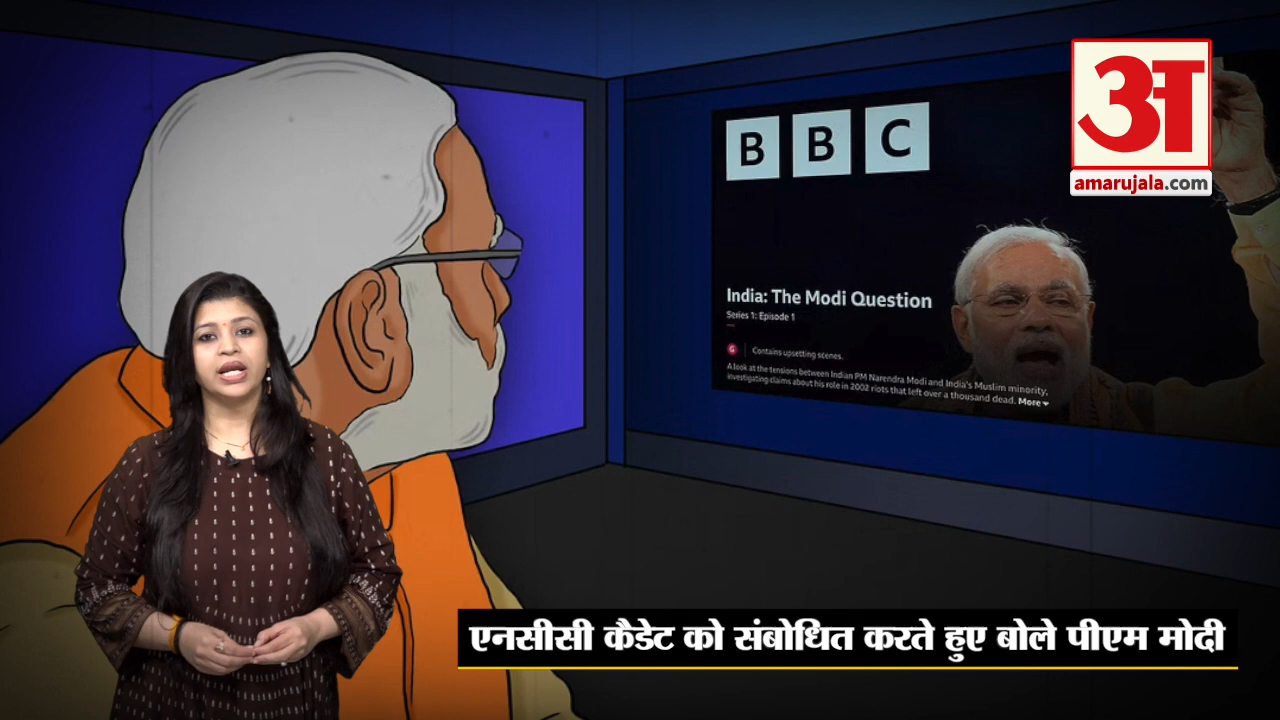 अ
amarujala.com
B B C
India: The Modi Question
Series 1: Episode 1
G
Contains upsetting scenes.
A look at the tensions between Indian PM Narendra Modi and India's Muslim minority,
investigating claims about his role in 2002 riots that left over a thousand dead. More
एनसीसी कैडेट को संबोधित करते हुए बोले पीएम मोदी